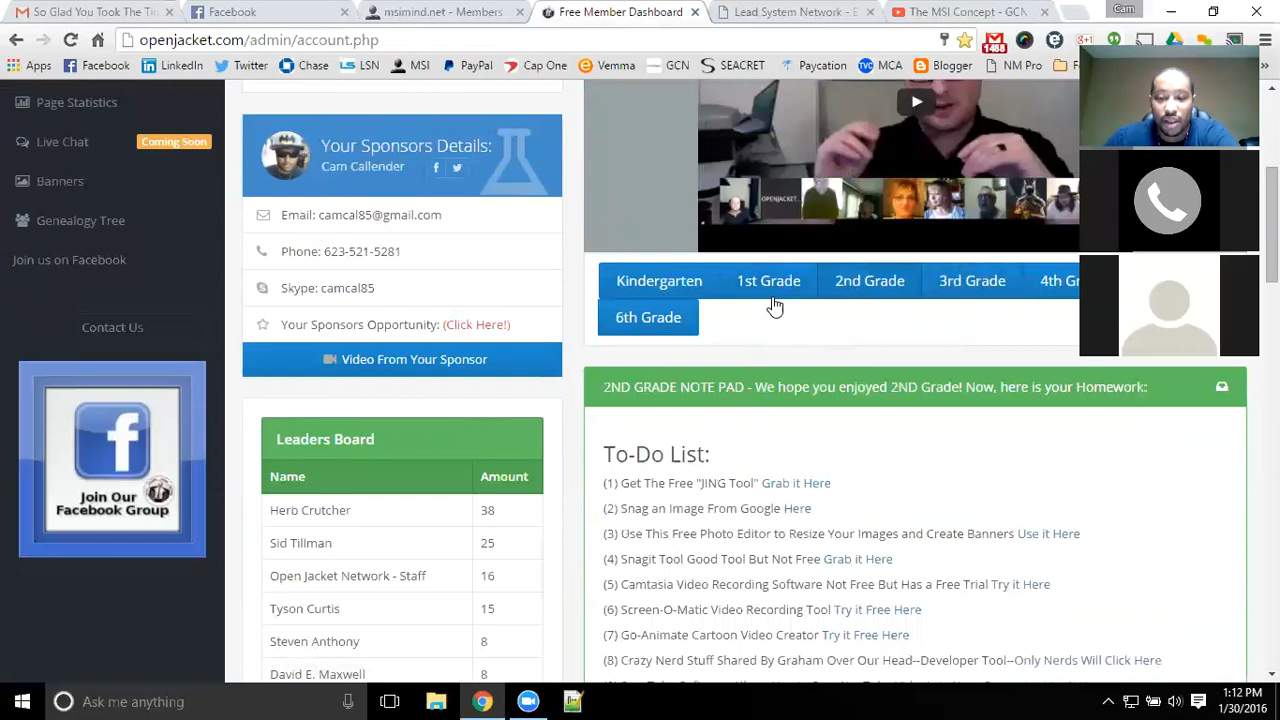 So Glad You Took The Ti
Facebook
msimind.net - Members
Free Member Dashboard
Lead System Network - E
The MSI Concept - GCN
Cam
openjacket.com/admin/account.php
1488
Apps
Facebook
LinkedIn
Twitter
Chase
LSN
MSI
PayPal
Cap One
Vemma
GCN
SEACRET
Paycation
MCA
Blogger
NM Pro
Page Statistics
Live Chat
Coming Soon
Banners
Genealogy Tree
Join us on Facebook
Contact Us
Join Our
Facebook Group
Your Sponsors Details:
Cam Callender
Email: camcal85@gmail.com
Phone: 623-521-5281
Skype: camcal85
Your Sponsors Opportunity: (Click Here!)
Video From Your Sponsor
Leaders Board
Name Amount
Herb Crutcher 38
Sid Tillman 25
Open Jacket Network - Staff 16
Tyson Curtis 15
Steven Anthony 8
David E. Maxwell 8
OPENJACKET...
Kindergarten 1st Grade 2nd Grade 3rd Grade 4th Gr
6th Grade
2ND GRADE NOTE PAD - We hope you enjoyed 2ND Grade! Now, here is your Homework:
To-Do List:
(1) Get The Free "JING Tool" Grab it Here
(2) Snag an Image From Google Here
(3) Use This Free Photo Editor to Resize Your Images and Create Banners Use it Here
(4) Snagit Tool Good Tool But Not Free Grab it Here
(5) Camtasia Video Recording Software Not Free But Has a Free Trial Try it Here
(6) Screen-O-Matic Video Recording Tool Try it Free Here
(7) Go-Animate Cartoon Video Creator Try it Free Here
(8) Crazy Nerd Stuff Shared By Graham Over Our Head--Developer Tool--Only Nerds Will Click Here
Ask me anything
1:12 PM
1/30/2016